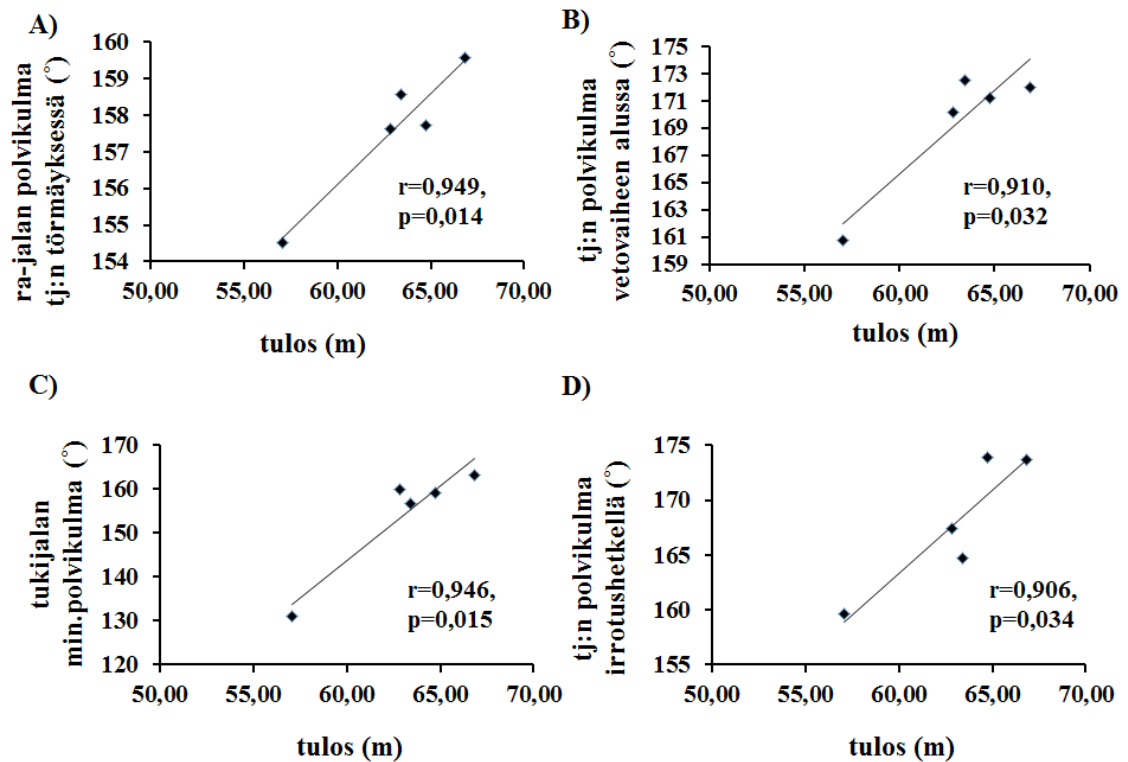 A)
ra-jalan polvikulma
tj:n törmäyksessä (°)
160
159
158
157
156
155
154
50,00 55,00 60,00 65,00 70,00
r=0,949,
p=0,014
tulos (m)
B)
tj:n polvikulma
vetovaiheen alussa (°)
175
173
171
169
167
165
163
161
159
50,00 55,00 60,00 65,00 70,00
r=0,910,
p=0,032
tulos (m)
C)
tukijalan
min.polvikulma (°)
170
160
150
140
130
120
50,00 55,00 60,00 65,00 70,00
r=0,946,
p=0,015
tulos (m)
D)
tj:n polvikulma
irrotushetkellä (°)
175
170
165
160
155
50,00 55,00 60,00 65,00 70,00
r=0,906,
p=0,034
tulos (m)